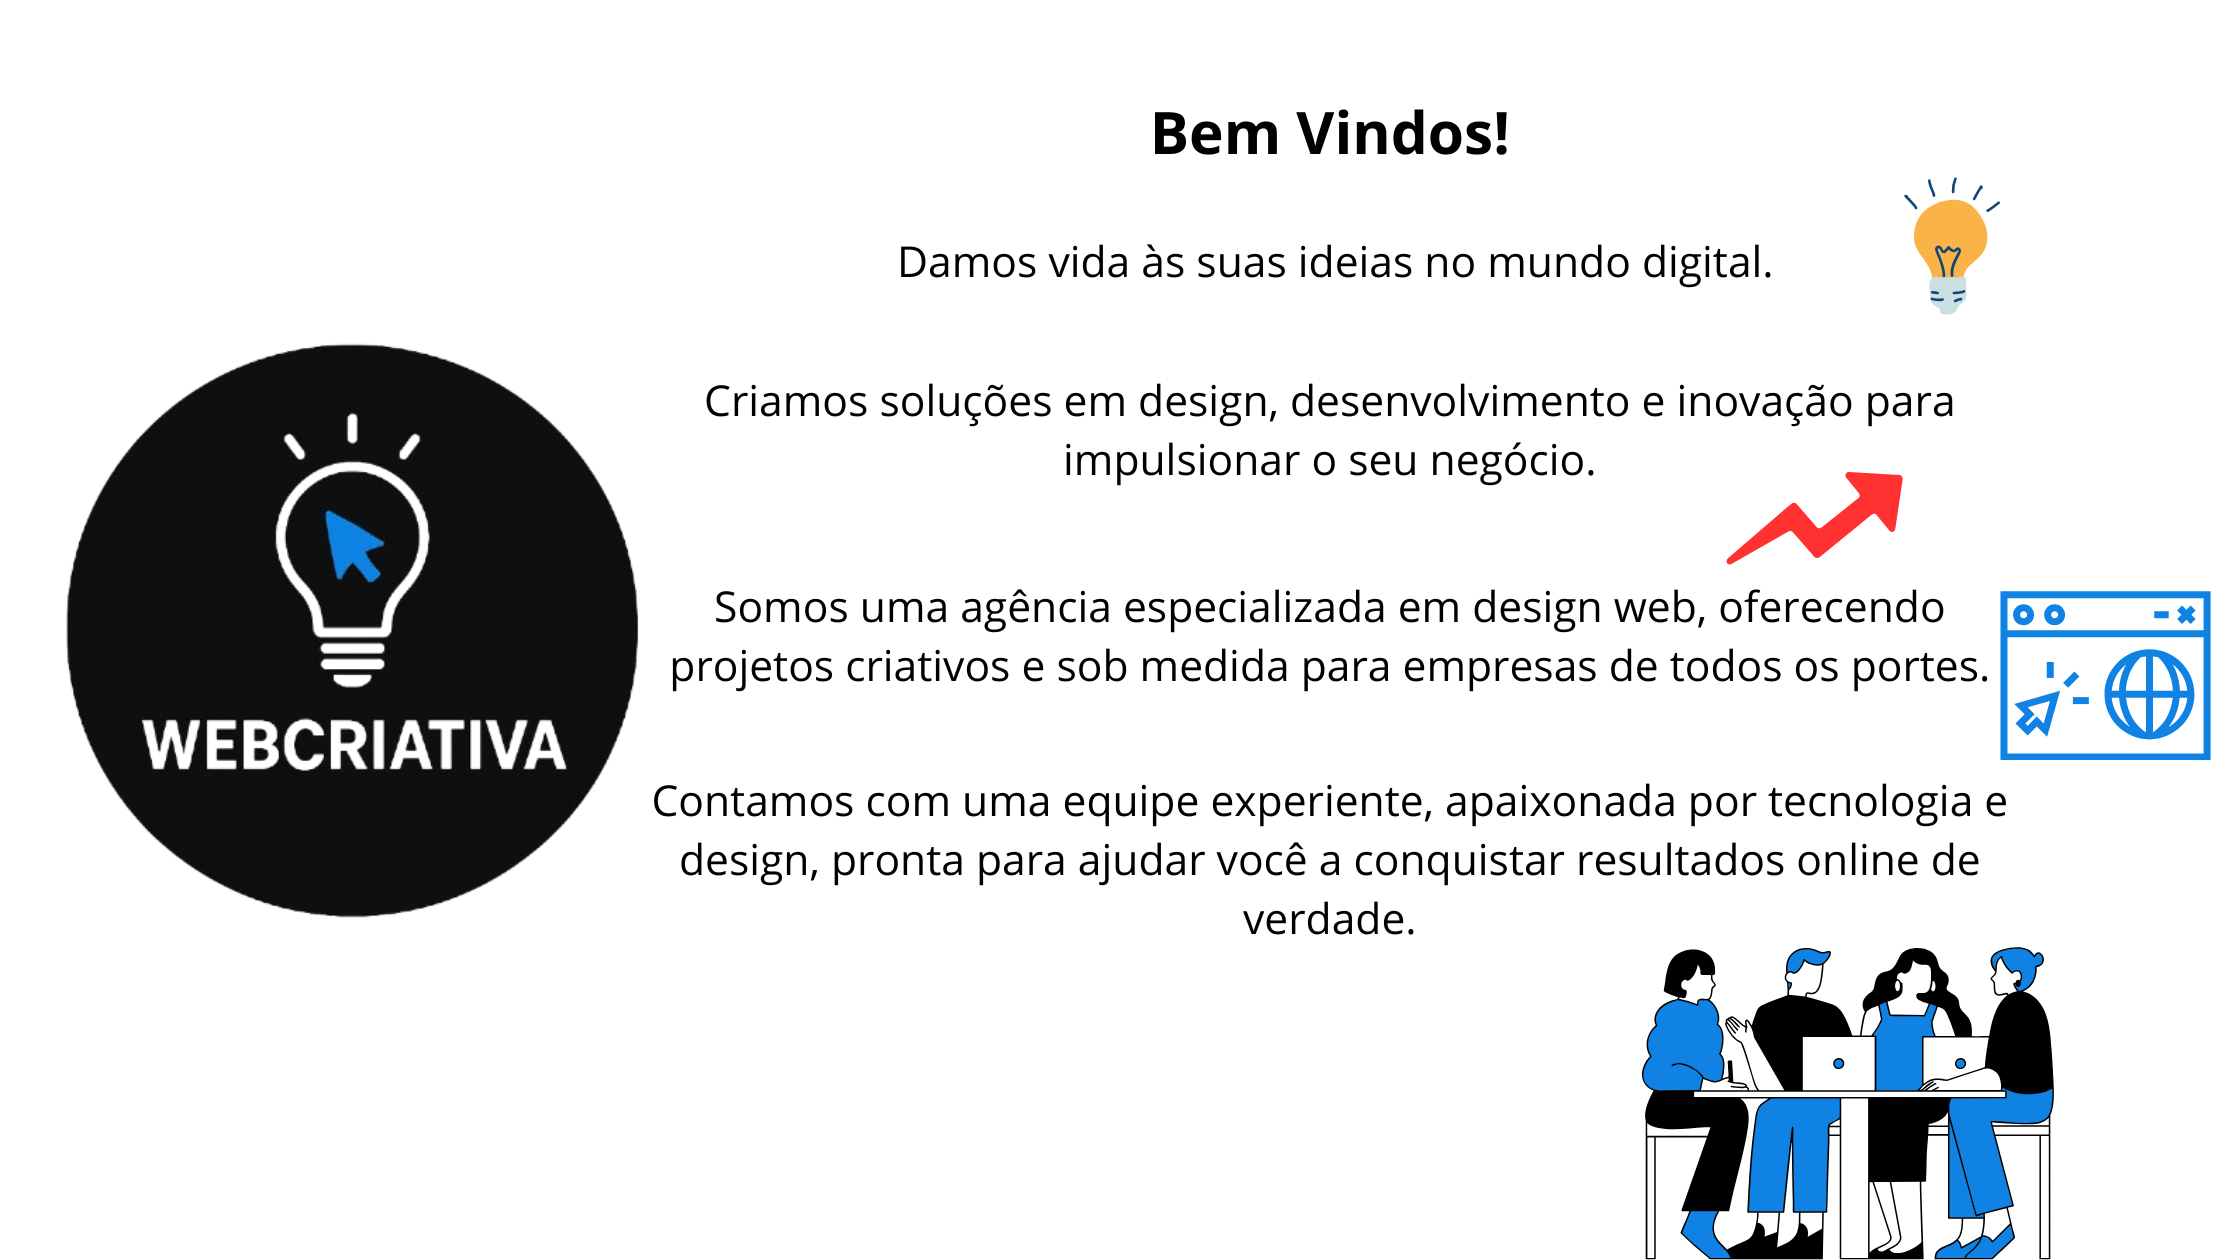 Bem Vindos!
Damos vida às suas ideias no mundo digital.
Criamos soluções em design, desenvolvimento e inovação para
impulsionar o seu negócio.
Somos uma agência especializada em design web, oferecendo
projetos criativos e sob medida para empresas de todos os portes.
WEBCRIATIVA
Contamos com uma equipe experiente, apaixonada por tecnologia e
design, pronta para ajudar você a conquistar resultados online de
verdade.